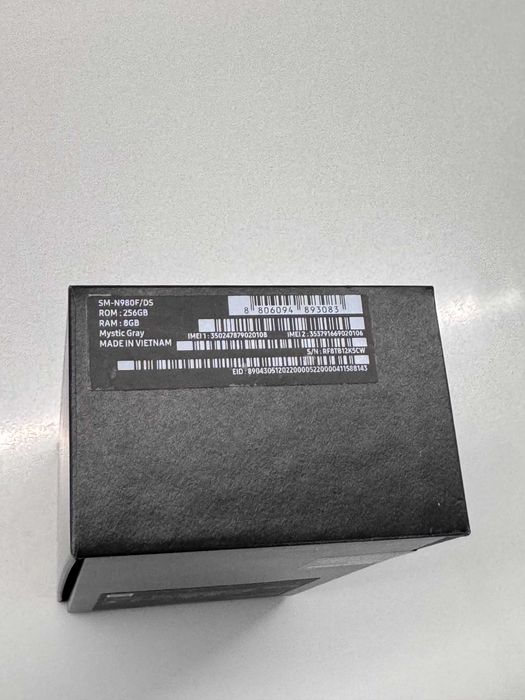 SM-N980F/DS
ROM : 256GB
RAM : 8GB
Mystic Gray
MADE IN VIETNAM
8 806094 893083
IMEI 1 : 350247879020108 IMEI 2 : 353791669020106
S/N : RF8TB12K5CW
EID : 89043051202200005220000411588143